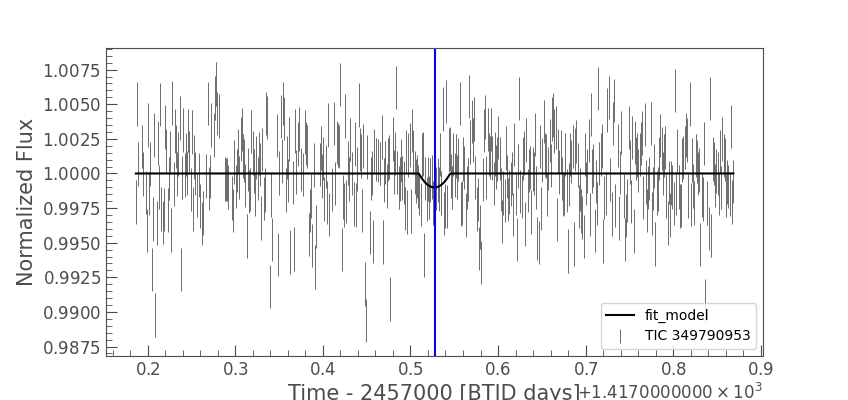 Normalized Flux
1.0075
1.0050
1.0025
1.0000
0.9975
0.9950
0.9925
0.9900
0.9875
fit_model
TIC 349790953
0.2 0.3 0.4 0.5 0.6 0.7 0.8 0.9
Time - 2457000 [BTJD days]
+1.4170000000 × 10³